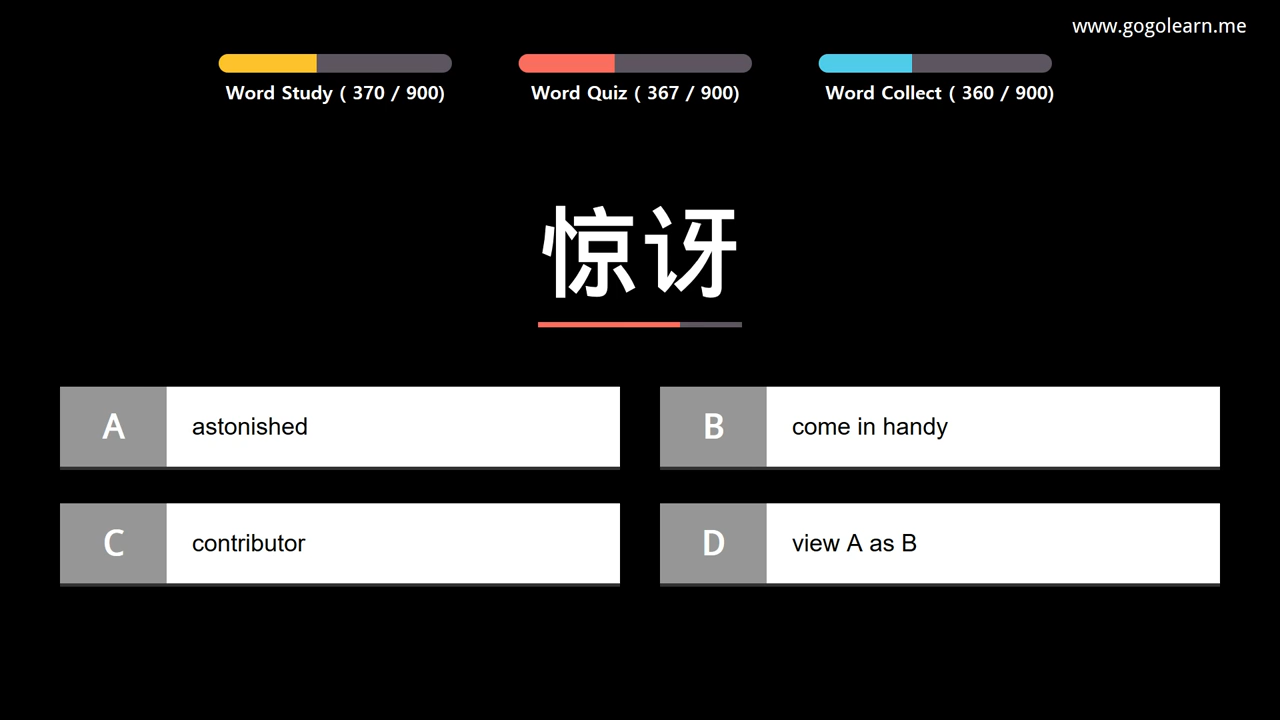 www.gogolearn.me
Word Study ( 370 / 900)
Word Quiz ( 367 / 900)
Word Collect ( 360 / 900)
惊讶
A astonished
B come in handy
C contributor
D view A as B